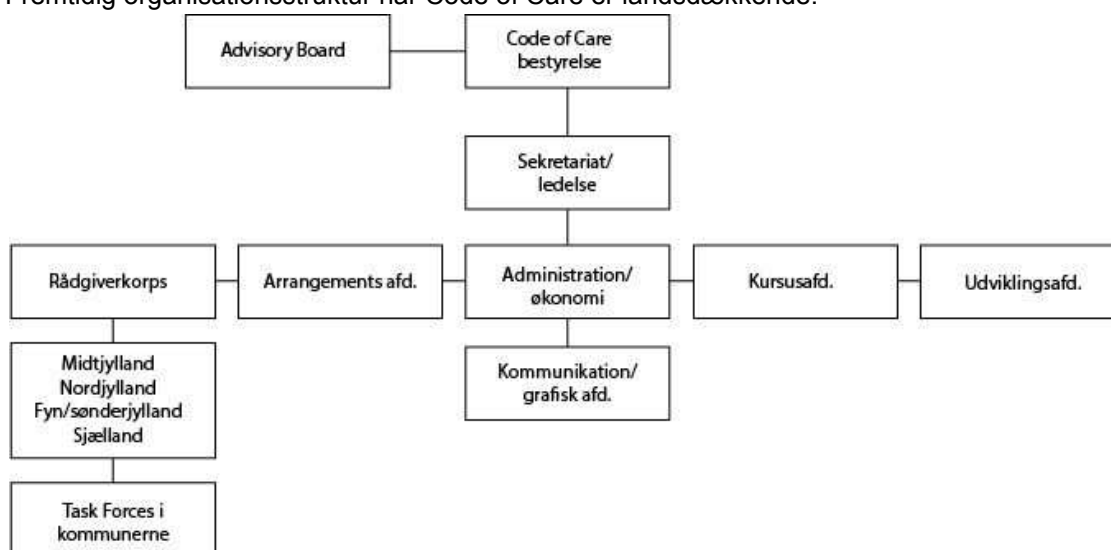 Fremtidig organisationsstruktur når Code of Care er landsdækkende.
Advisory Board
Code of Care
bestyrelse
Sekretariat/
ledelse
Rådgiverkorps
Arrangements afd.
Administration/
økonomi
Kursusafd.
Udviklingsafd.
Midtjylland
Nordjylland
Fyn/sønderjylland
Sjælland
Kommunikation/
grafisk afd.
Task Forces i
kommunerne